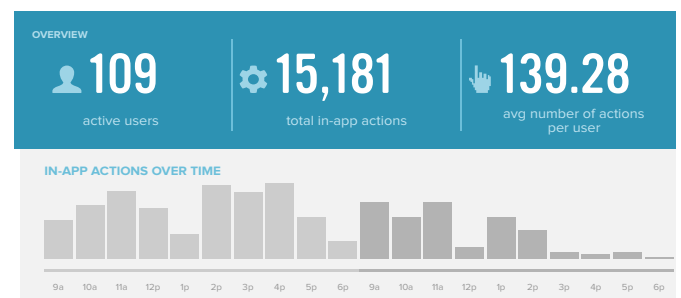 OVERVIEW
109
active users
15,181
total in-app actions
139.28
avg number of actions
per user
IN-APP ACTIONS OVER TIME
9a 10a 11a 12p 1p 2p 3p 4p 5p 6p 9a 10a 11a 12p 1p 2p 3p 4p 5p 6p